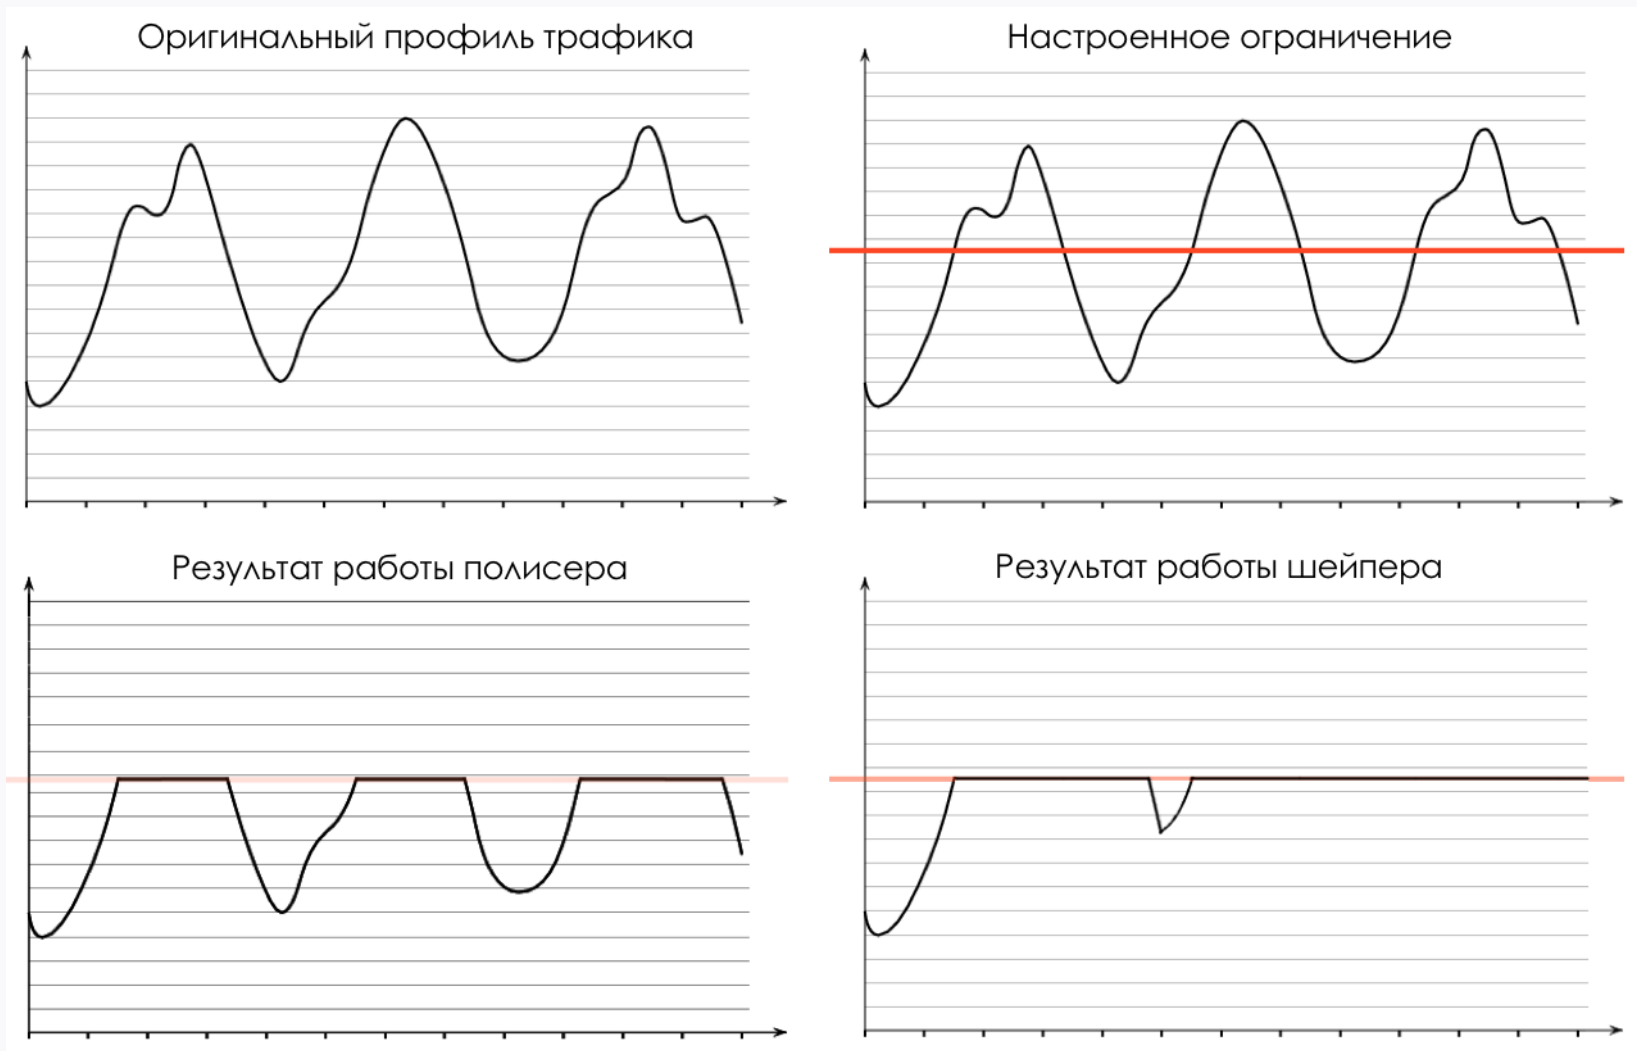 Оригинальный профиль трафика
Настроенное ограничение
Результат работы полисера
Результат работы шейпера